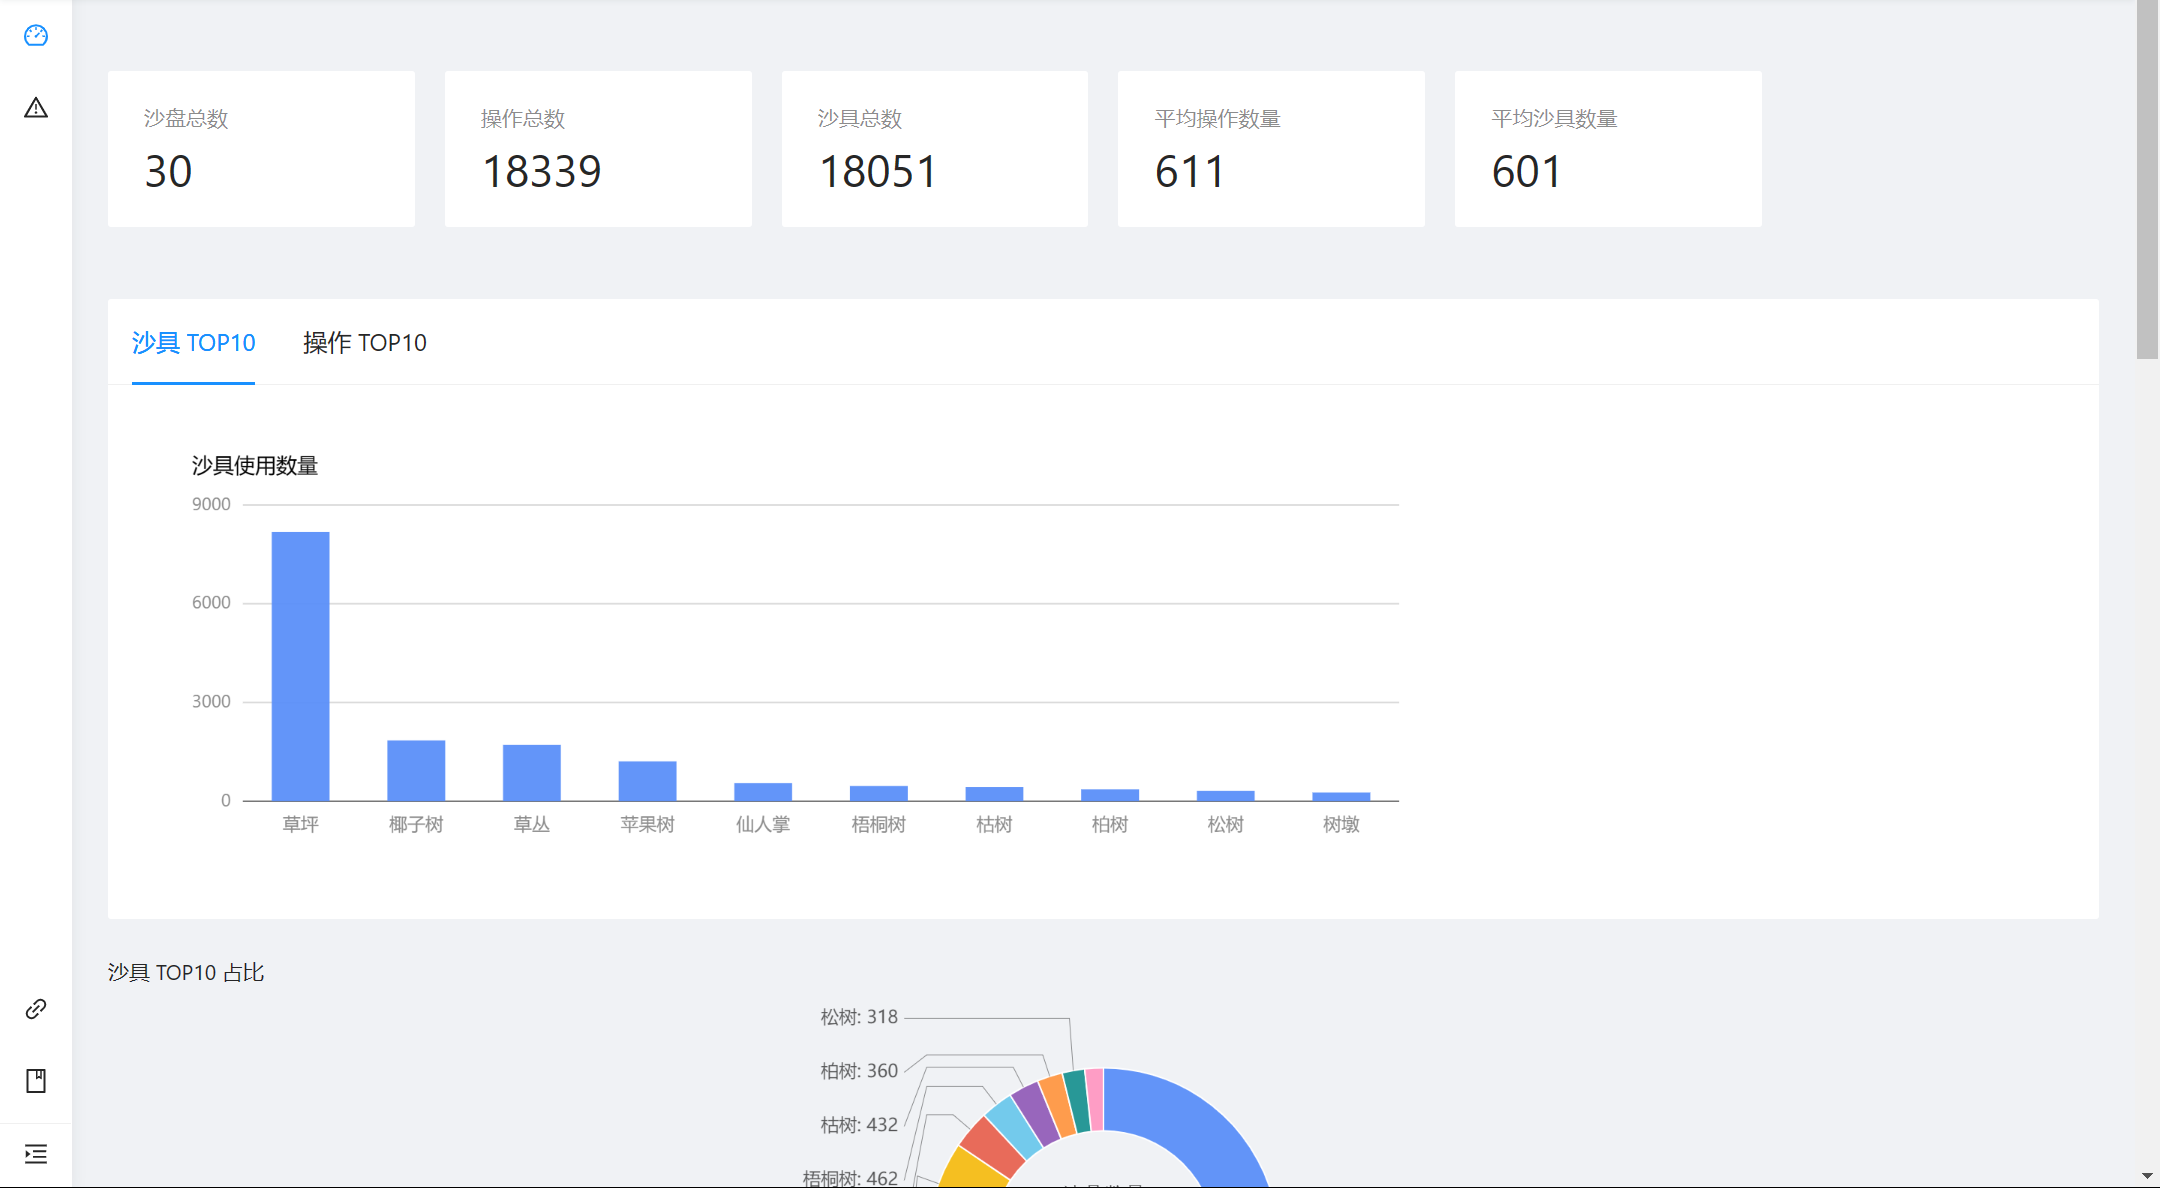 沙盘总数
30
操作总数
18339
沙具总数
18051
平均操作数量
611
平均沙具数量
601
沙具 TOP10
操作 TOP10
沙具使用数量
9000
6000
3000
0
草坪 椰子树 草丛 苹果树 仙人掌 梧桐树 枯树 柏树 松树 树墩
沙具 TOP10 占比
松树: 318
柏树: 360
枯树: 432
梧桐树: 462